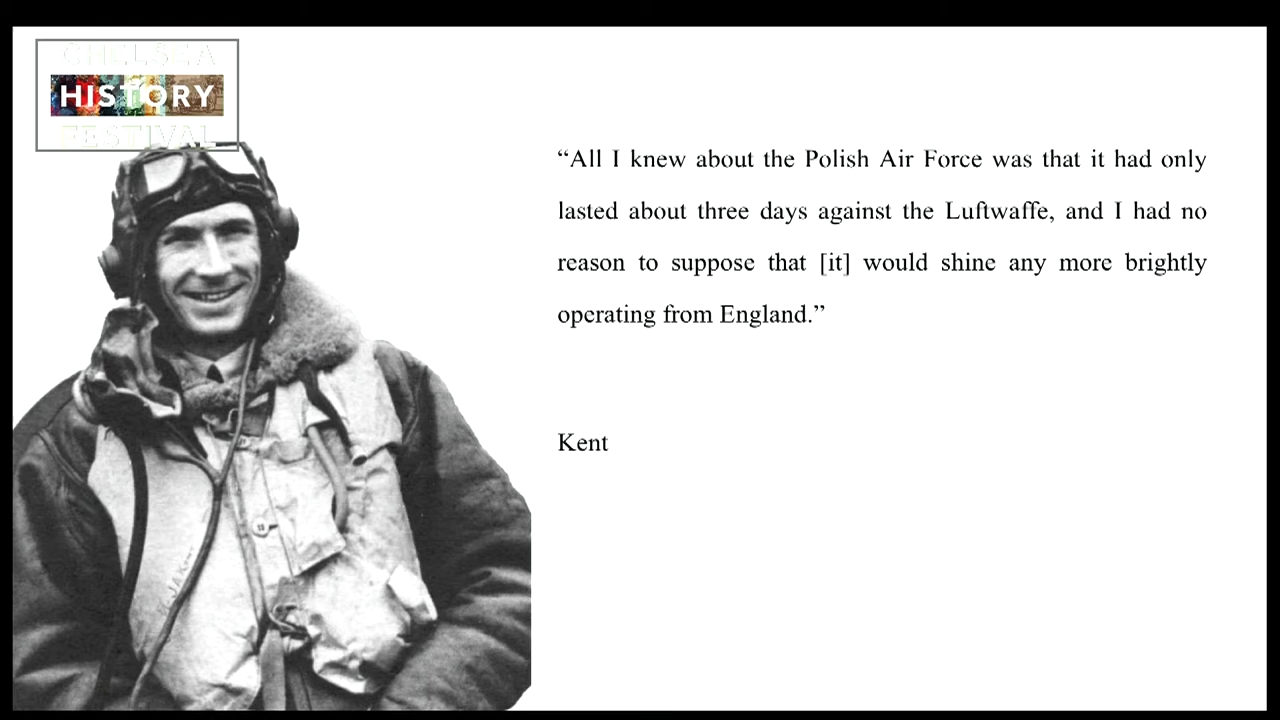 CHELSEA
HISTORY
FESTIVAL
“All I knew about the Polish Air Force was that it had only
lasted about three days against the Luftwaffe, and I had no
reason to suppose that [it] would shine any more brightly
operating from England.”
Kent